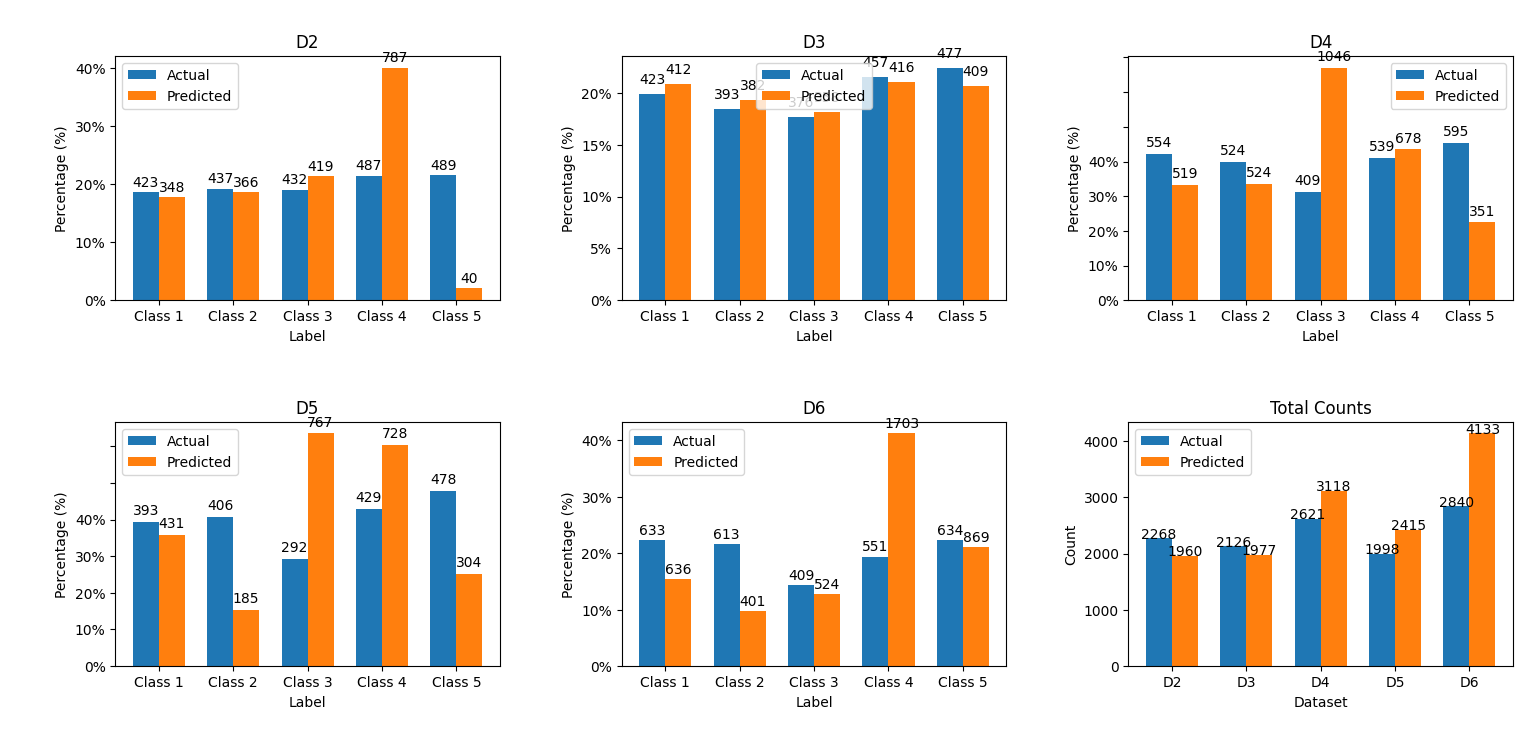 D2
Actual
Predicted
Percentage (%)
40%
30%
20%
10%
0%
423 348 437 366 432 419 487 787 489 40
Class 1 Class 2 Class 3 Class 4 Class 5
Label
D3
Actual
Predicted
Percentage (%)
20%
15%
10%
5%
0%
423 412 393 382 376 457 416 477 409
Class 1 Class 2 Class 3 Class 4 Class 5
Label
D4
Actual
Predicted
Percentage (%)
40%
30%
20%
10%
0%
554 519 524 524 409 1046 539 678 595 351
Class 1 Class 2 Class 3 Class 4 Class 5
Label
D5
Actual
Predicted
Percentage (%)
40%
30%
20%
10%
0%
393 431 406 185 292 767 429 728 478 304
Class 1 Class 2 Class 3 Class 4 Class 5
Label
D6
Actual
Predicted
Percentage (%)
40%
30%
20%
10%
0%
633 636 613 401 409 524 551 1703 634 869
Class 1 Class 2 Class 3 Class 4 Class 5
Label
Total Counts
Actual
Predicted
Count
4000
3000
2000
1000
0
2268 1960 2126 1977 2621 3118 1998 2415 2840 4133
D2 D3 D4 D5 D6
Dataset